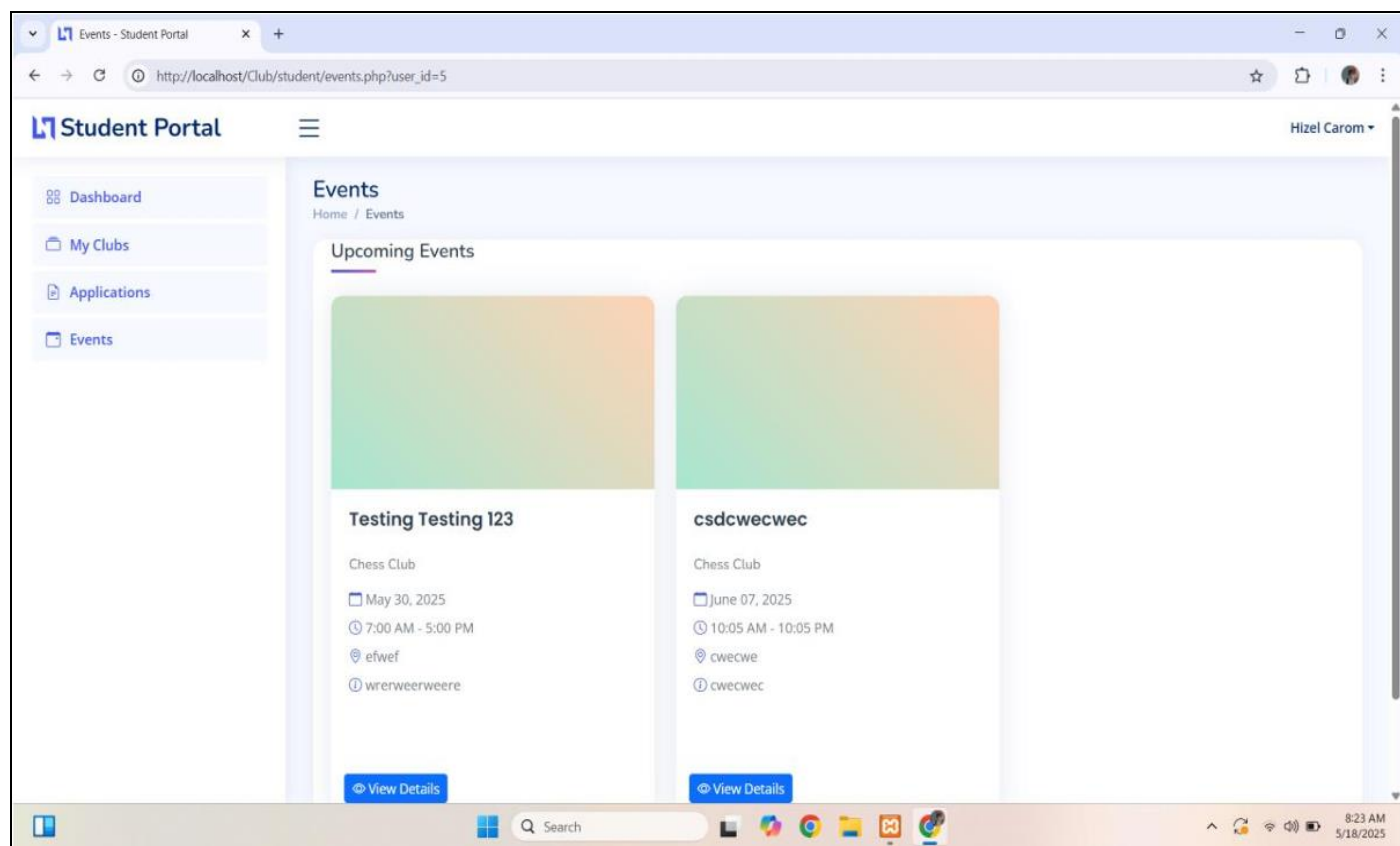 Events - Student Portal
http://localhost/Club/student/events.php?user_id=5
Student Portal
Hizel Carom
Dashboard
My Clubs
Applications
Events
Events
Home / Events
Upcoming Events
Testing Testing 123
Chess Club
May 30, 2025
7:00 AM - 5:00 PM
efwef
wrerweerweere
View Details
csdcwecwec
Chess Club
June 07, 2025
10:05 AM - 10:05 PM
cwecwe
cwecwec
View Details
Search
8:23 AM
5/18/2025